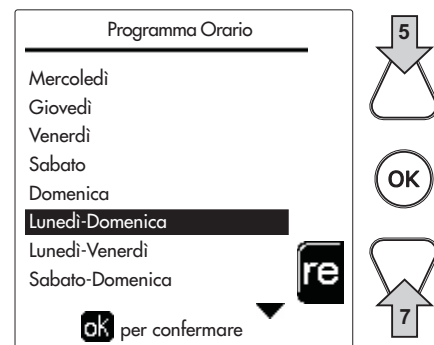 Programma Orario
5
Mercoledì
Giovedì
Venerdì
Sabato
Domenica
OK
Lunedì-Domenica
Lunedì-Venerdì
Sabato-Domenica
re
ok per confermare
7